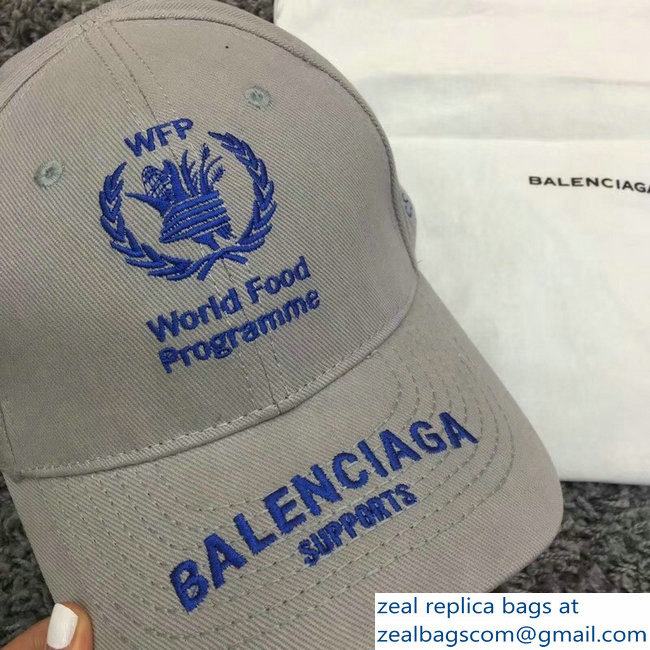 WFP
World Food
Programme
BALENCIAGA
BALENCIAGA
SUPPORTS
zeal replica bags at
zealbagscom@gmail.com